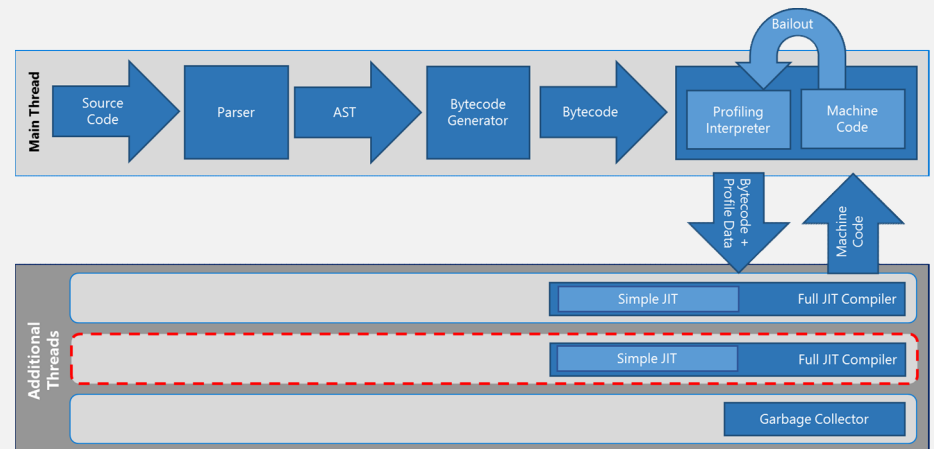 Bailout
Main Thread
Source
Code
Parser
AST
Bytecode
Generator
Bytecode
Profiling
Interpreter
Machine
Code
Bytecode +
Profile Data
Machine
Code
Additional
Threads
Simple JIT
Full JIT Compiler
Simple JIT
Full JIT Compiler
Garbage Collector